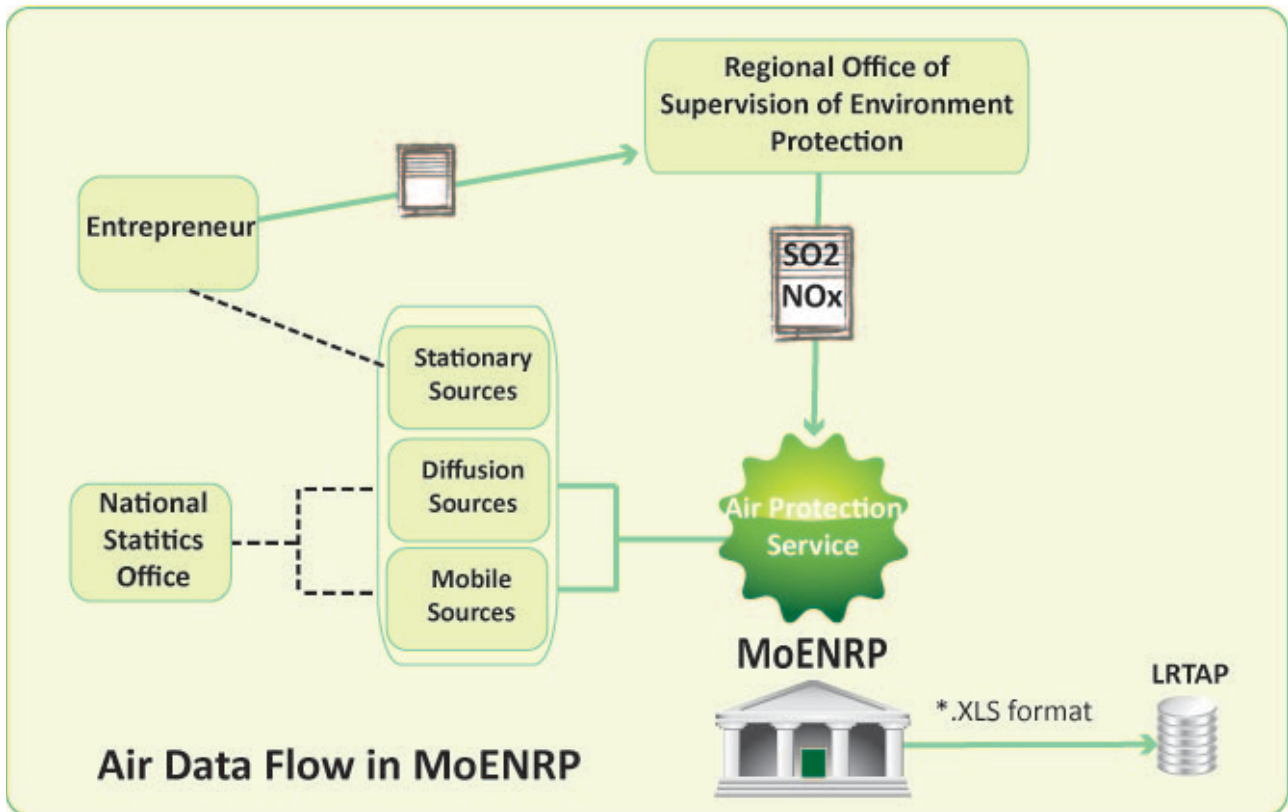 Regional Office of
Supervision of Environment
Protection
Entrepreneur
SO2
NOx
Stationary
Sources
Diffusion
Sources
Mobile
Sources
National
Statitics
Office
Air Protection
Service
MoENRP
*.XLS format
LRTAP
Air Data Flow in MoENRP